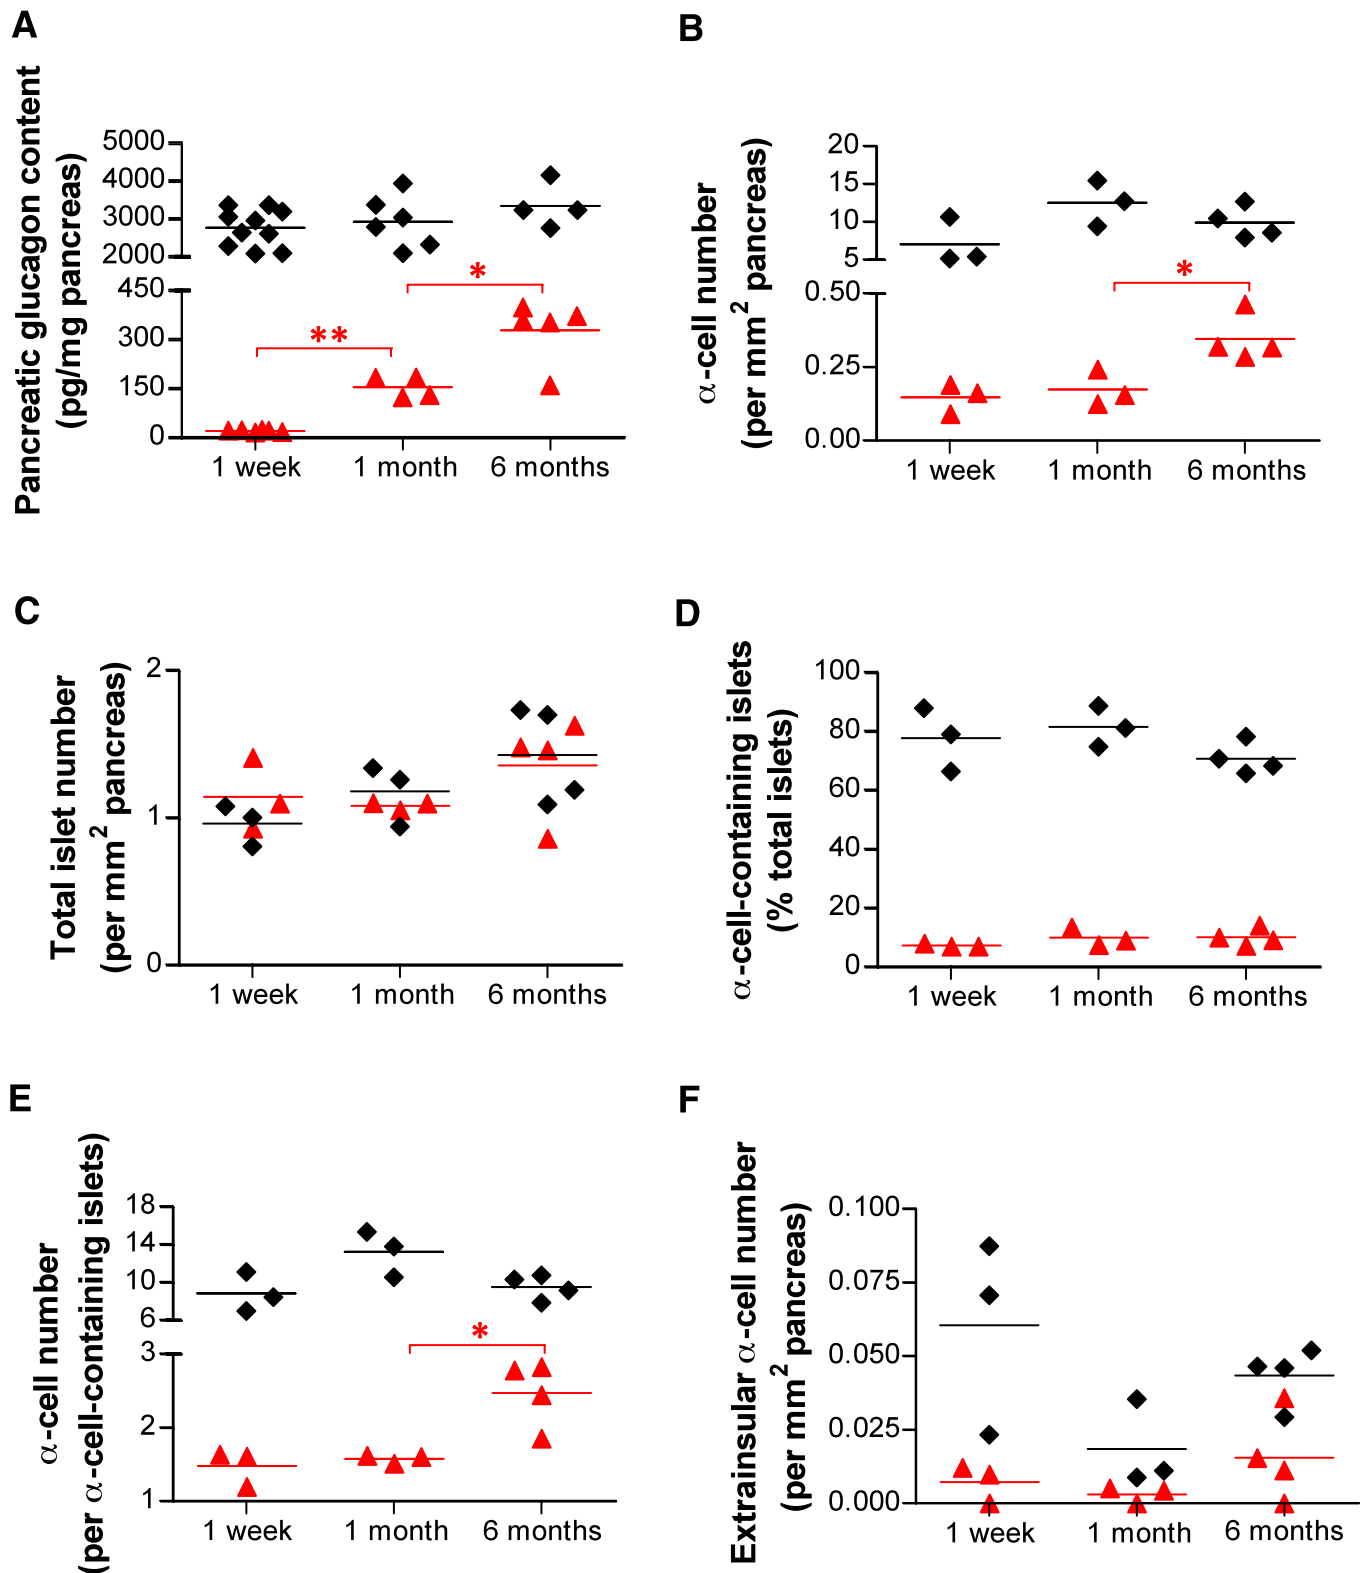 A
Pancreatic glucagon content
(pg/mg pancreas)
5000
4000
3000
2000
450
300
150
0
**
*
1 week
1 month
6 months
B
α-cell number
(per mm2 pancreas)
20
15
10
5
0.50
0.25
0.00
*
1 week
1 month
6 months
C
Total islet number
(per mm2 pancreas)
2
1
0
1 week
1 month
6 months
D
α-cell-containing islets
(% total islets)
100
80
60
40
20
0
1 week
1 month
6 months
E
α-cell number
(per α-cell-containing islets)
18
14
10
6
3
2
1
*
1 week
1 month
6 months
F
Extrainsular α-cell number
(per mm2 pancreas)
0.100
0.075
0.050
0.025
0.000
1 week
1 month
6 months